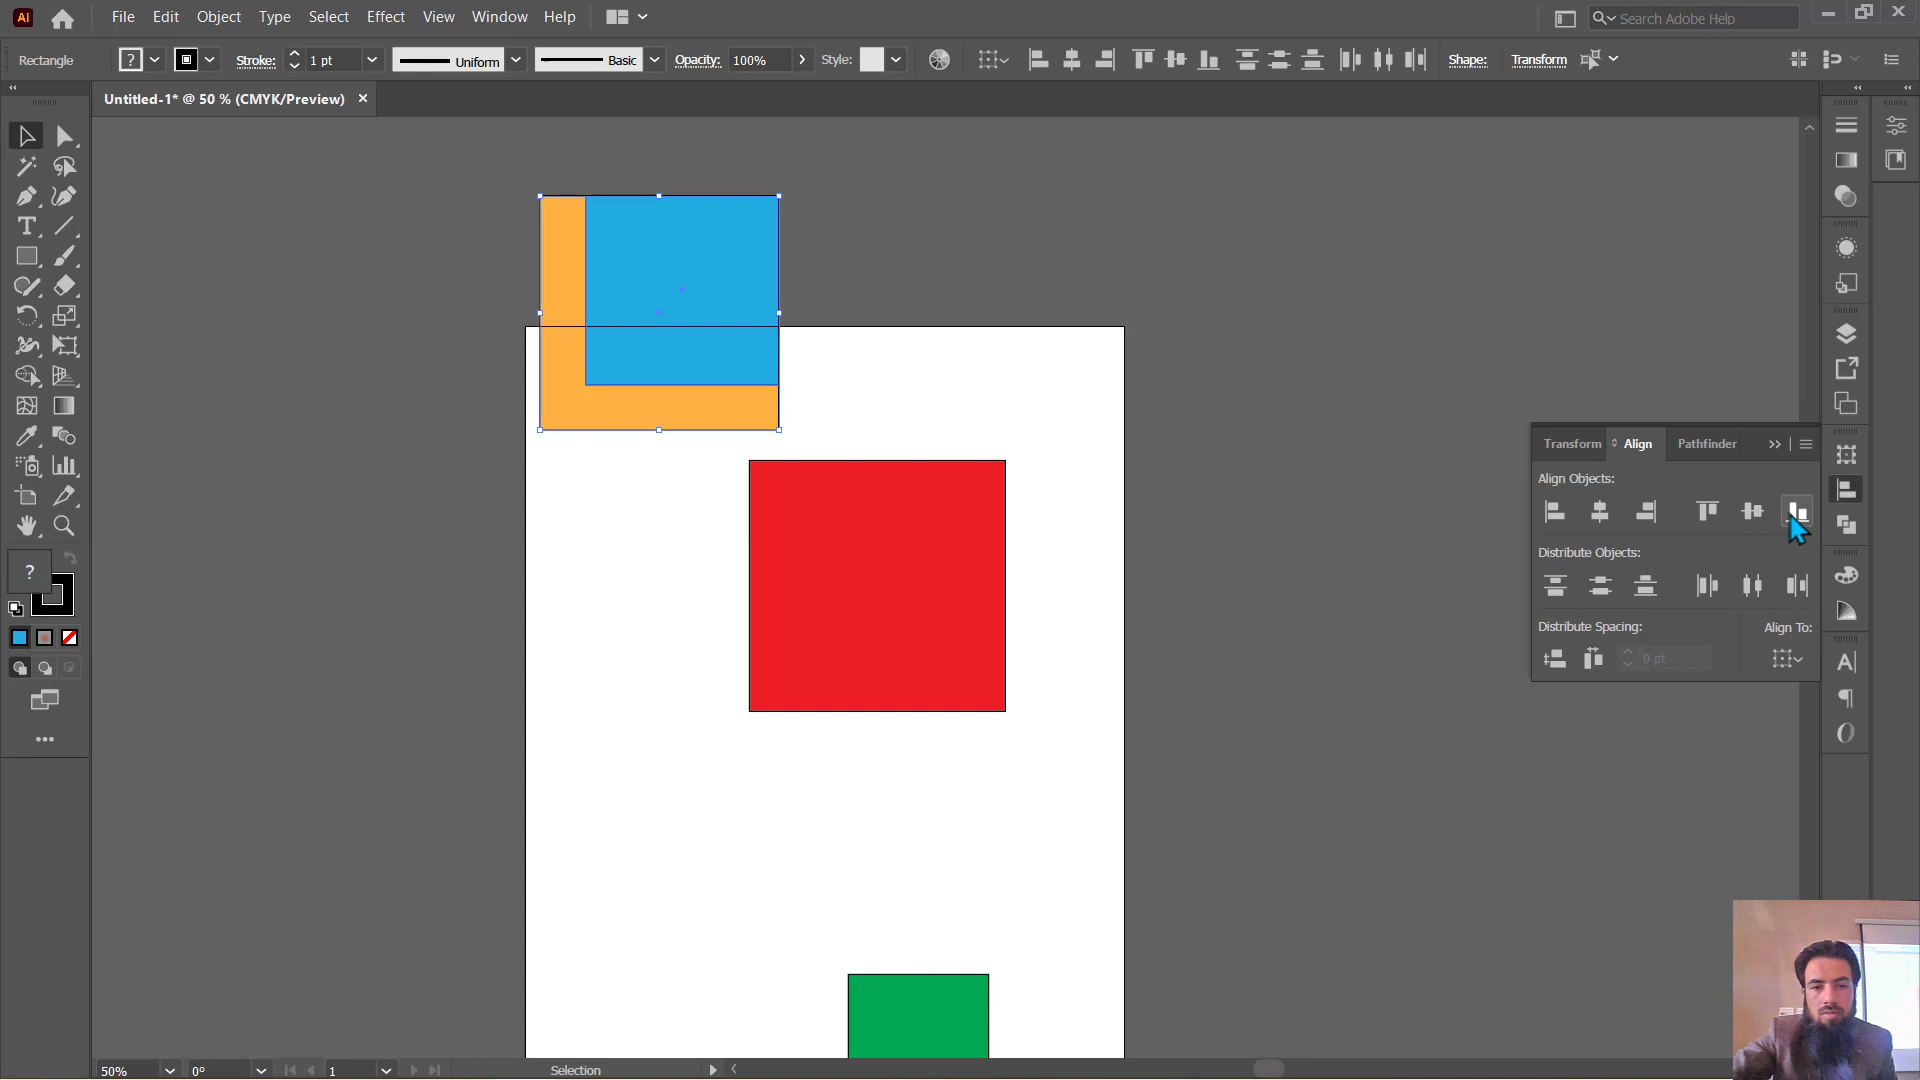 Ai File Edit Object Type Select Effect View Window Help Search Adobe Help
Rectangle ? Stroke: 1 pt Uniform Basic Opacity: 100% Style: Shape: Transform
Untitled-1* @ 50 % (CMYK/Preview) ×
Transform Align Pathfinder
Align Objects:
Distribute Objects:
Distribute Spacing: Align To:
0 pt
?
50% 0° 1 Selection